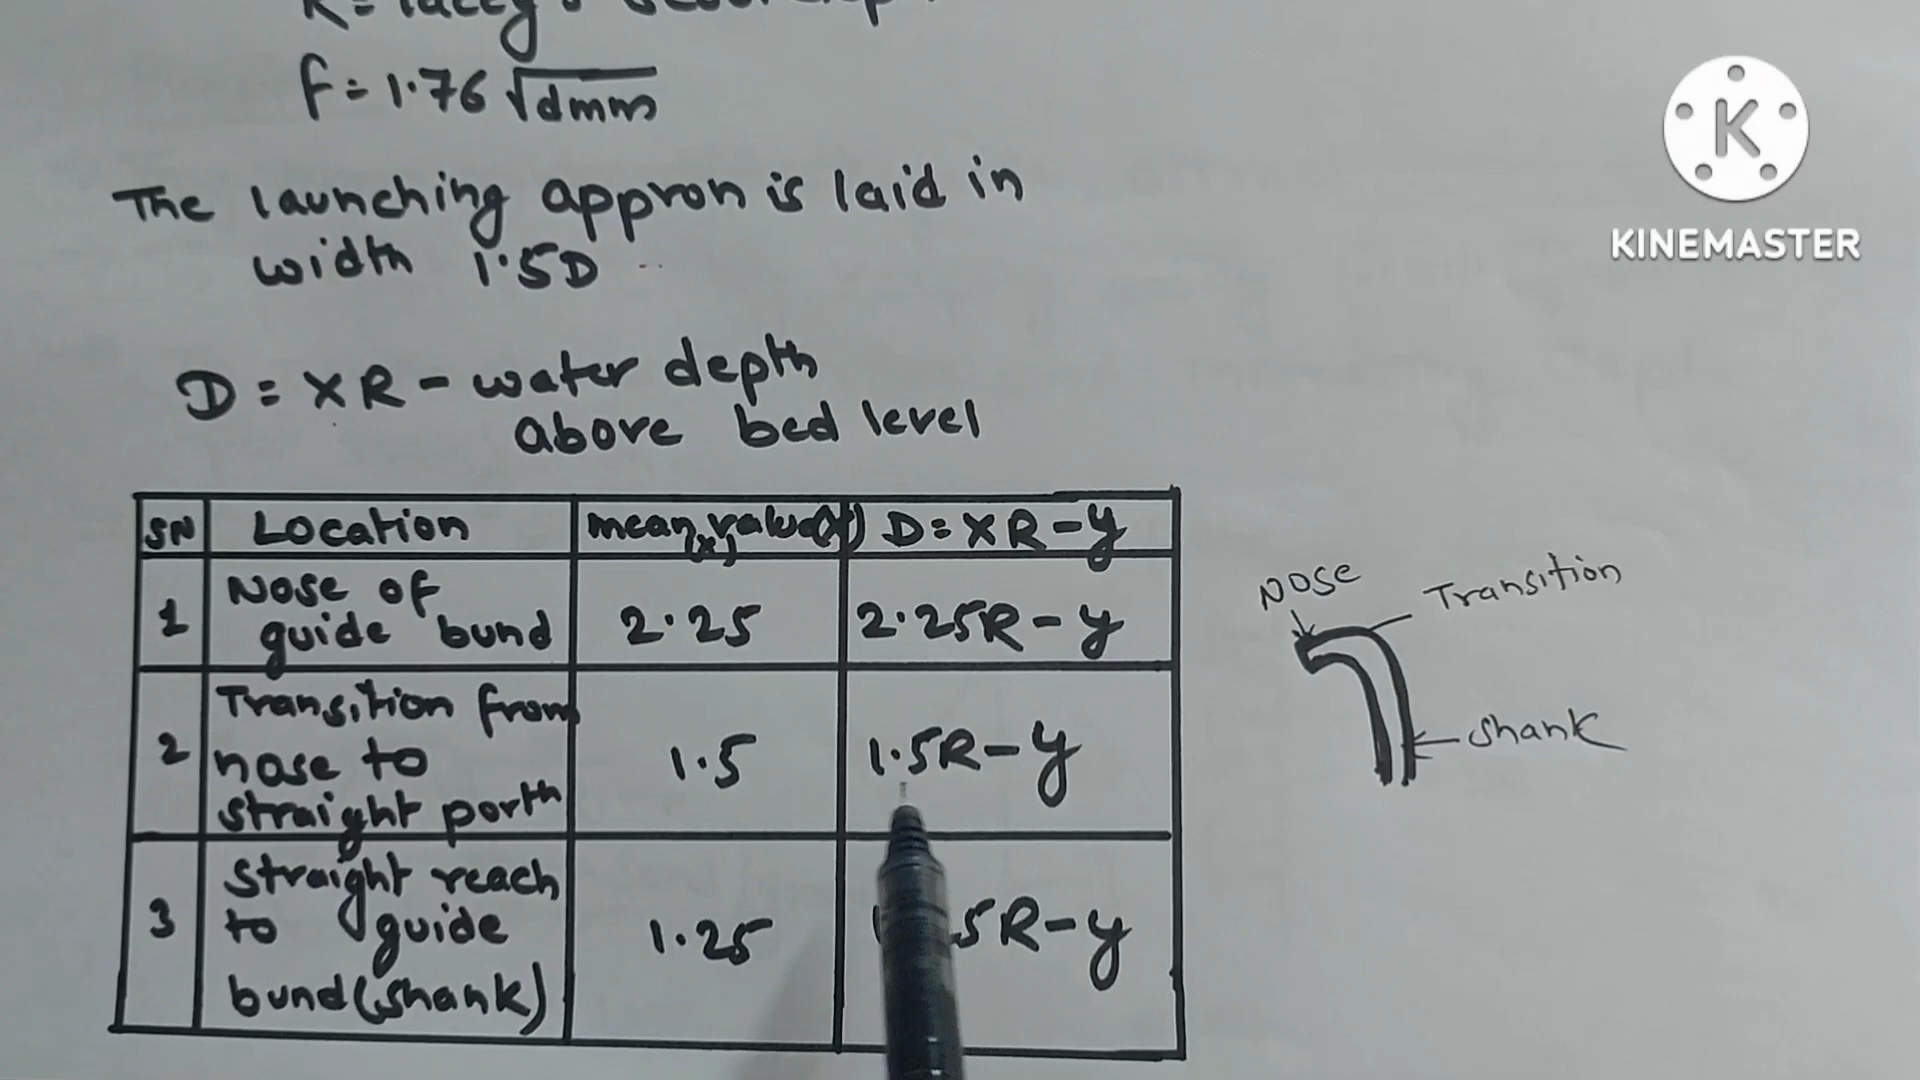 f = 1.76 √dmm
The launching appron is laid in
width 1.5D
D = XR - water depth
above bed level
SN Location mean value(x) (x) D = XR - y
1 Nose of guide bund 2.25 2.25R - y
2 Transition from nose to straight porth 1.5 1.5R - y
3 Straight reach to guide bund (shank) 1.25 5R - y
Nose
Transition
shank
K
KINEMASTER